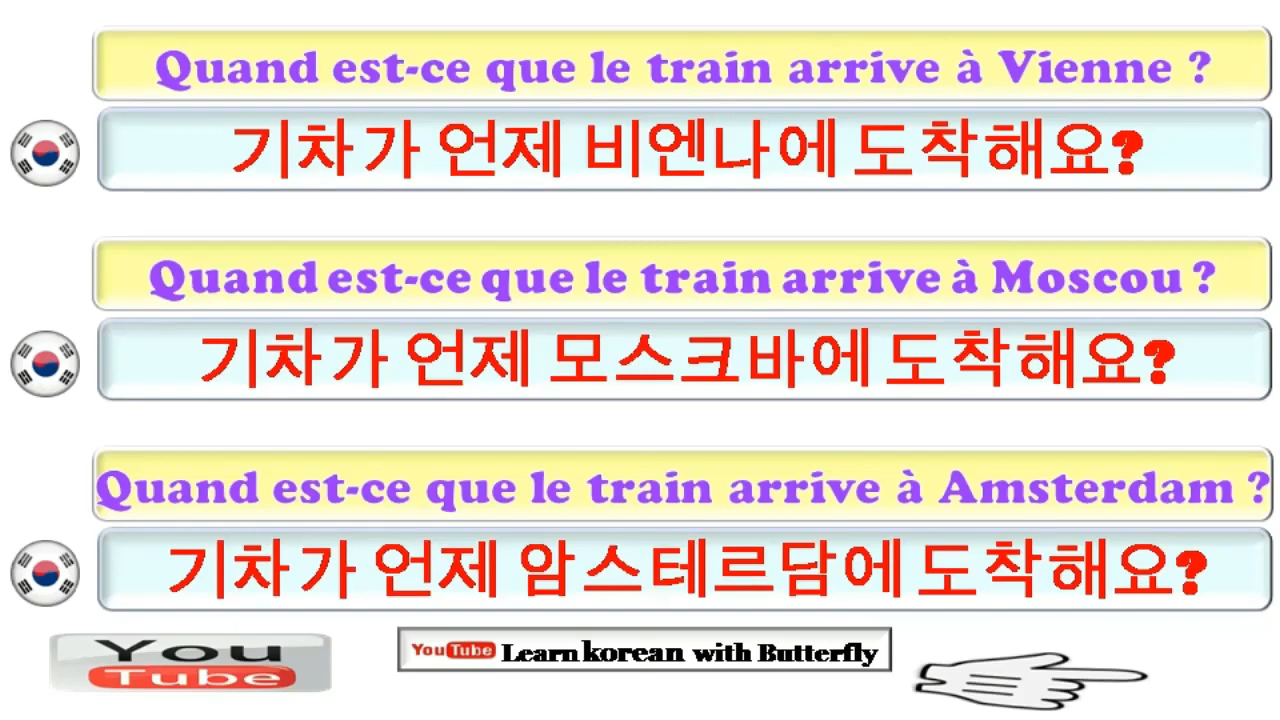 Quand est-ce que le train arrive à Vienne ?
기차가 언제 비엔나에 도착해요?
Quand est-ce que le train arrive à Moscou ?
기차가 언제 모스크바에 도착해요?
Quand est-ce que le train arrive à Amsterdam ?
기차가 언제 암스테르담에 도착해요?
You
Tube
YouTube Learn korean with Butterfly